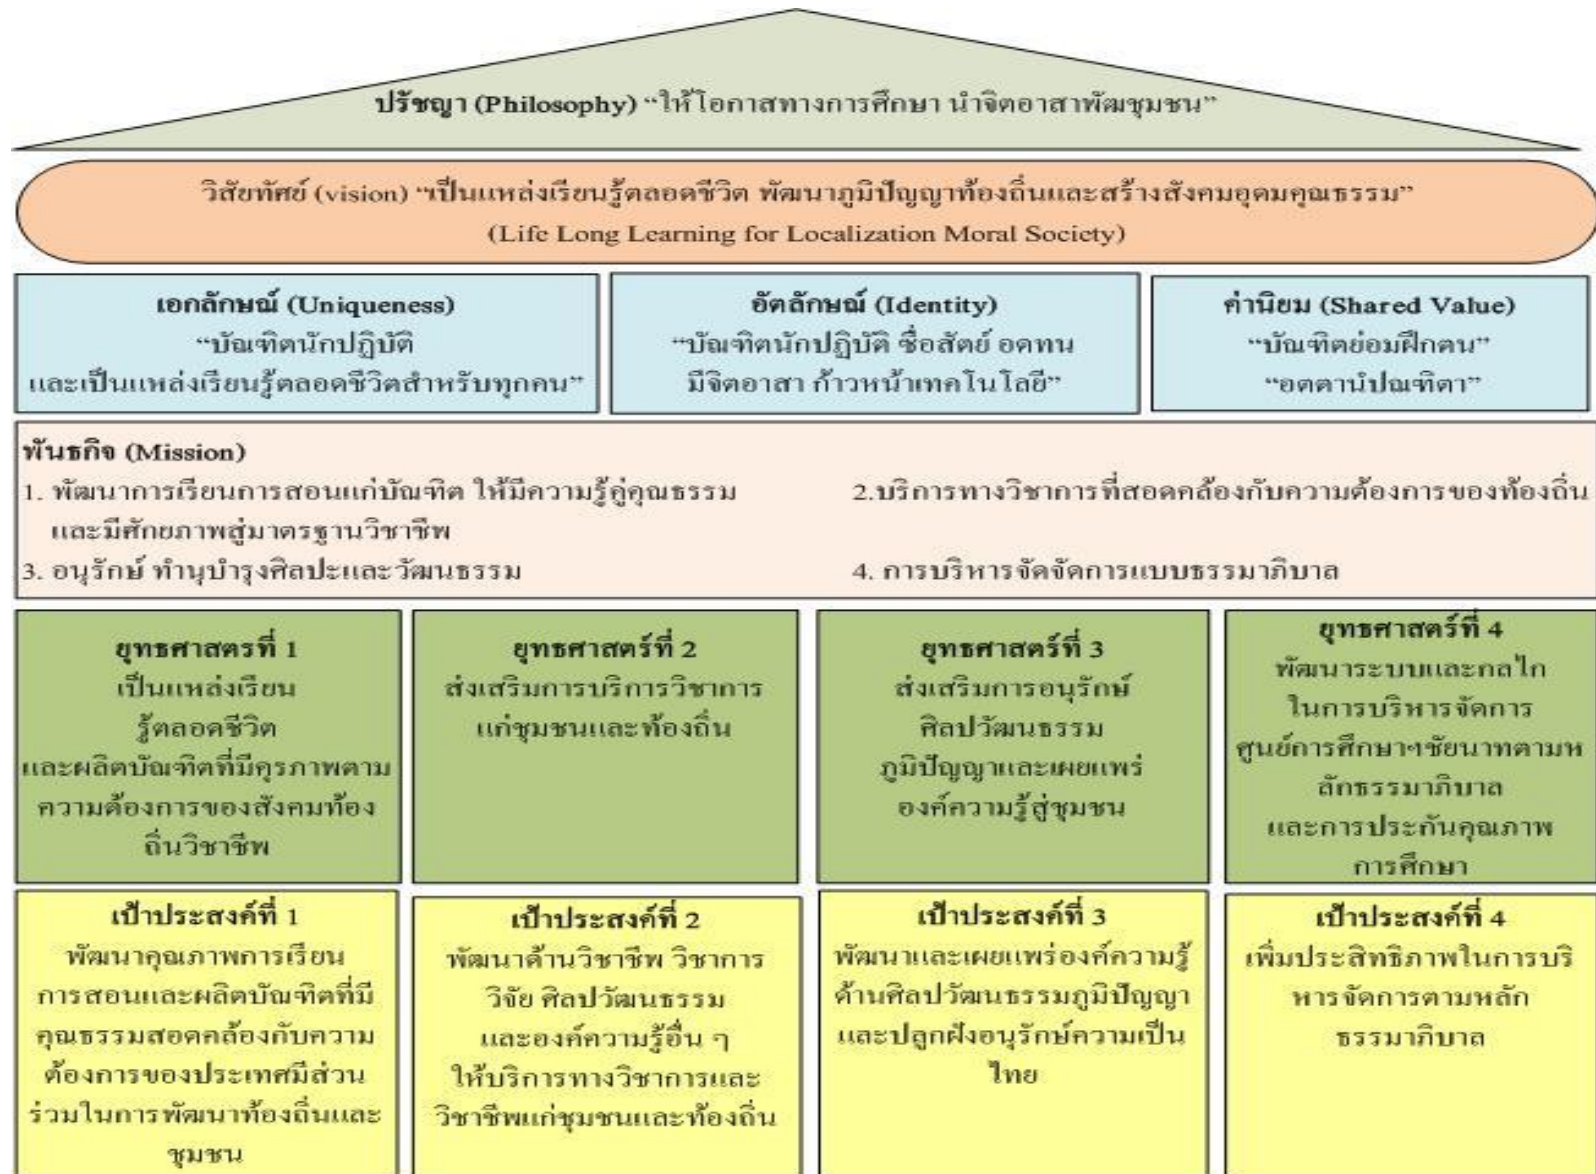 ปรัชญา (Philosophy) “ให้โอกาสทางการศึกษา นำจิตอาสาพัฒชุมชน”
วิสัยทัศย์ (vision) “เป็นแหล่งเรียนรู้ตลอดชีวิต พัฒนาภูมิปัญญาท้องถิ่นและสร้างสังคมอุดมคุณธรรม”
(Life Long Learning for Localization Moral Society)
เอกลักษณ์ (Uniqueness)
“บัณฑิตนักปฏิบัติ
และเป็นแหล่งเรียนรู้ตลอดชีวิตสำหรับทุกคน”
อัตลักษณ์ (Identity)
“บัณฑิตนักปฏิบัติ ซื่อสัตย์ อดทน
มีจิตอาสา ก้าวหน้าเทคโนโลยี”
ค่านิยม (Shared Value)
“บัณฑิตย่อมฝึกตน”
“อตตานํปณฑิตา”
พันธกิจ (Mission)
1. พัฒนาการเรียนการสอนแก่บัณฑิต ให้มีความรู้คู่คุณธรรม
และมีศักยภาพสู่มาตรฐานวิชาชีพ
2.บริการทางวิชาการที่สอดคล้องกับความต้องการของท้องถิ่น
3. อนุรักษ์ ทำนุบำรุงศิลปะและวัฒนธรรม
4. การบริหารจัดจัดการแบบธรรมาภิบาล
ยุทธศาสตรที่ 1
เป็นแหล่งเรียน
รู้ตลอดชีวิต
และผลิตบัณฑิตที่มีคุรภาพตาม
ความต้องการของสังคมท้อง
ถิ่นวิชาชีพ
ยุทธศาสตร์ที่ 2
ส่งเสริมการบริการวิชาการ
แก่ชุมชนและท้องถิ่น
ยุทธศาสตร์ที่ 3
ส่งเสริมการอนุรักษ์
ศิลปวัฒนธรรม
ภูมิปัญญาและเผยแพร่
องค์ความรู้สู่ชุมชน
ยุทธศาสตร์ที่ 4
พัฒนาระบบและกลไก
ในการบริหารจัดการ
ศูนย์การศึกษาฯชัยนาทตามห
ลักธรรมาภิบาล
และการประกันคุณภาพ
การศึกษา
เป้าประสงค์ที่ 1
พัฒนาคุณภาพการเรียน
การสอนและผลิตบัณฑิตที่มี
คุณธรรมสอดคล้องกับความ
ต้องการของประเทศมีส่วน
ร่วมในการพัฒนาท้องถิ่นและ
ชุมชน
เป้าประสงค์ที่ 2
พัฒนาด้านวิชาชีพ วิชาการ
วิจัย ศิลปวัฒนธรรม
และองค์ความรู้อื่น ๆ
ให้บริการทางวิชาการและ
วิชาชีพแก่ชุมชนและท้องถิ่น
เป้าประสงค์ที่ 3
พัฒนาและเผยแพร่องค์ความรู้
ด้านศิลปวัฒนธรรมภูมิปัญญา
และปลูกฝังอนุรักษ์ความเป็น
ไทย
เป้าประสงค์ที่ 4
เพิ่มประสิทธิภาพในการบริ
หารจัดการตามหลัก
ธรรมาภิบาล